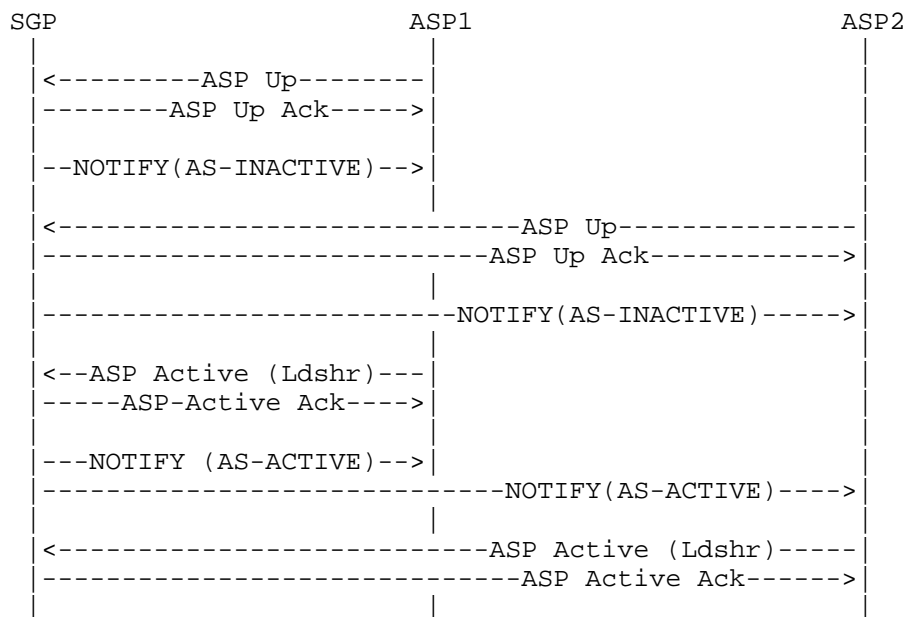 SGP ASP1 ASP2
<---------ASP Up--------
--------ASP Up Ack----->
--NOTIFY(AS-INACTIVE)-->
<-----------------------------ASP Up---------------
----------------------------ASP Up Ack------------>
--------------------------NOTIFY(AS-INACTIVE)----->
<--ASP Active (Ldshr)---
-----ASP-Active Ack---->
---NOTIFY (AS-ACTIVE)-->
-----------------------------NOTIFY(AS-ACTIVE)---->
<---------------------------ASP Active (Ldshr)-----
------------------------------ASP Active Ack------>